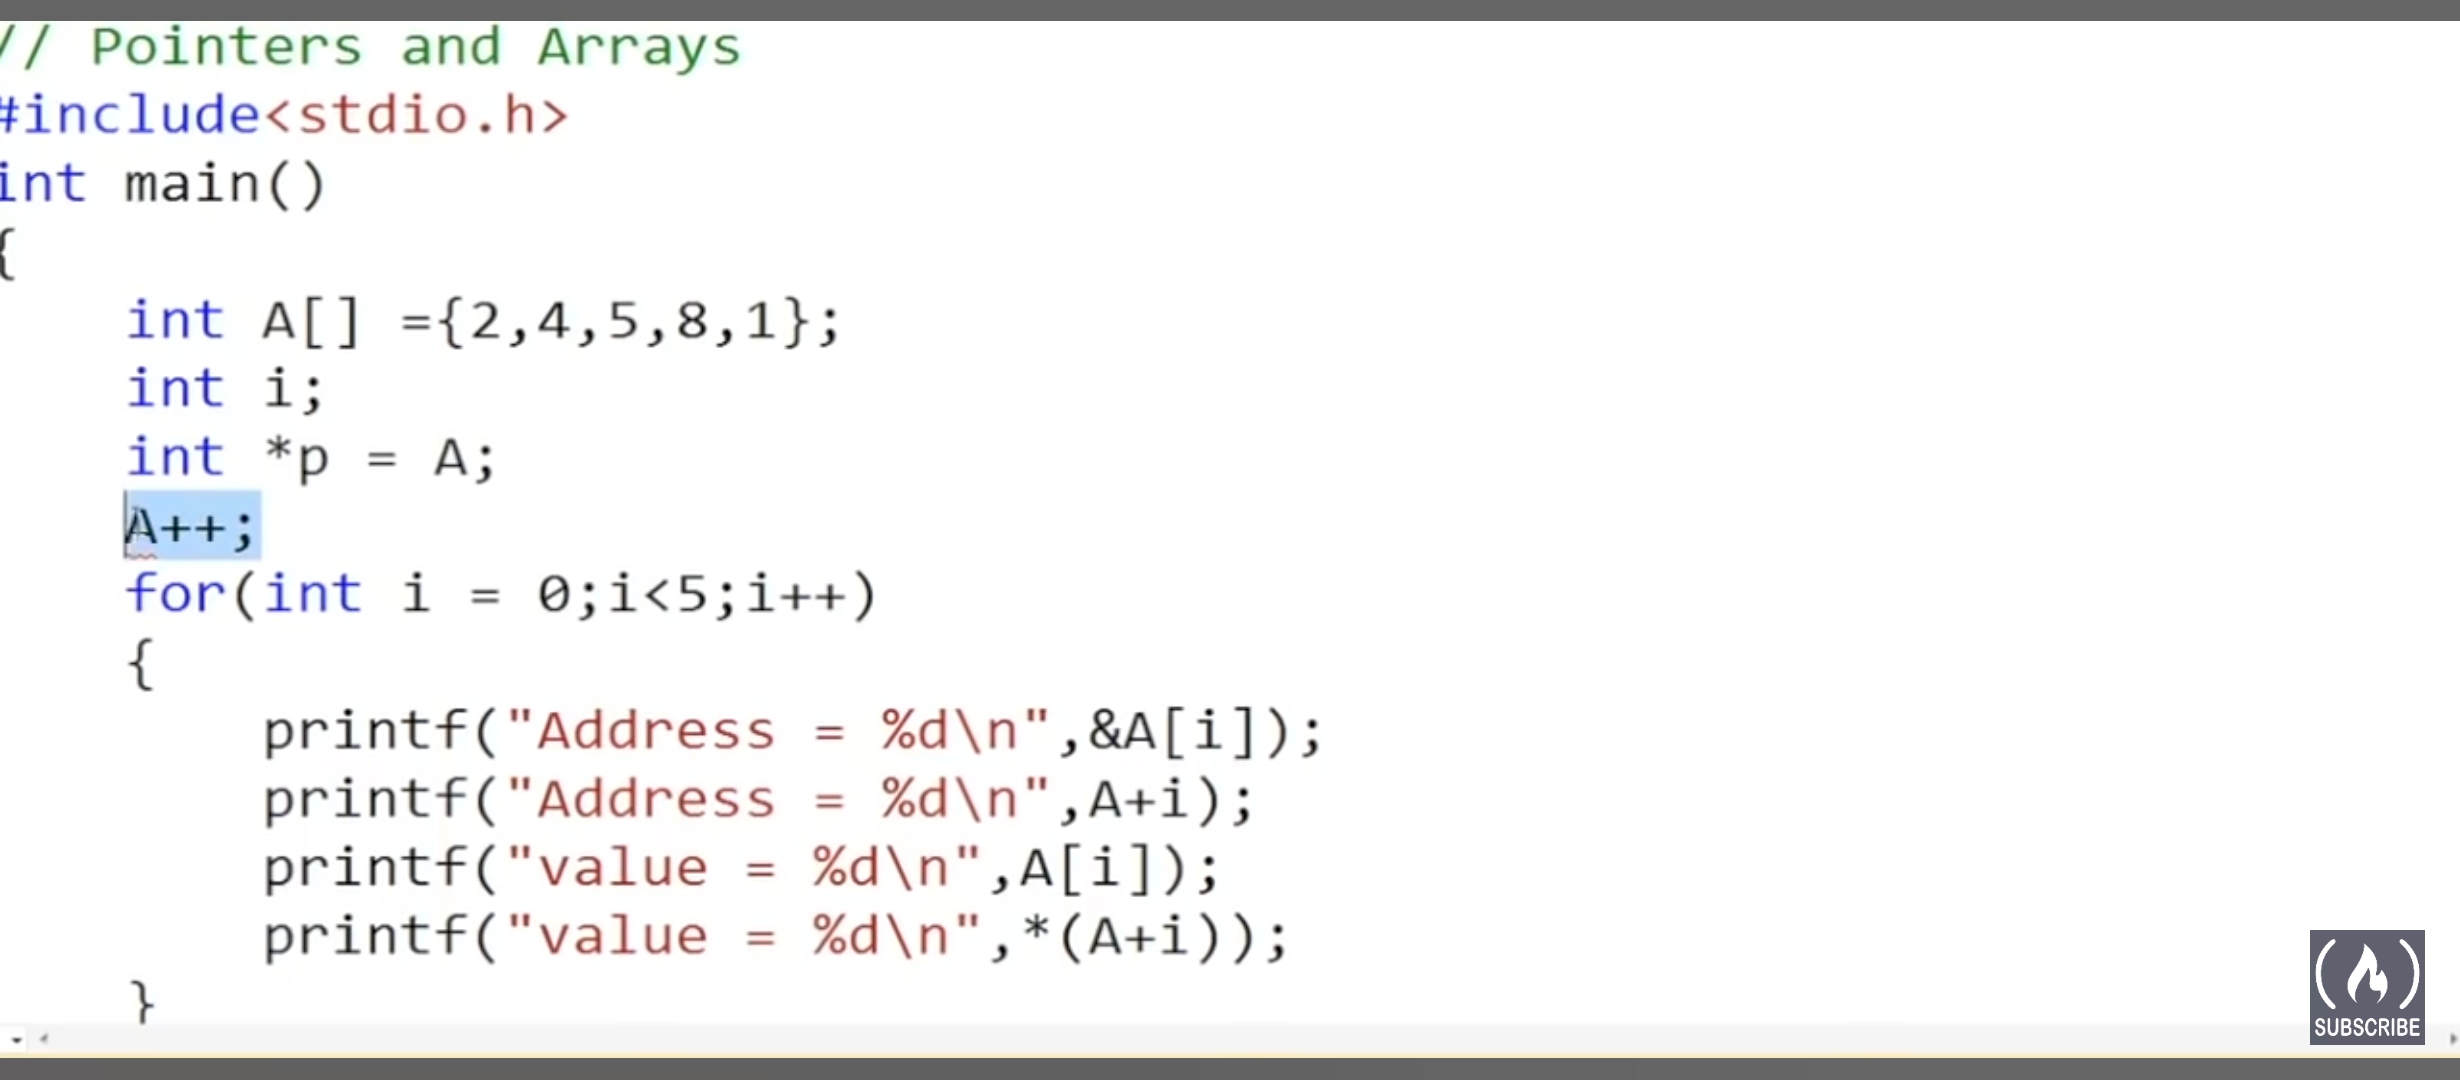 // Pointers and Arrays
#include<stdio.h>
int main()
{
    int A[] ={2,4,5,8,1};
    int i;
    int *p = A;
    A++;
    for(int i = 0;i<5;i++)
    {
        printf("Address = %d\n",&A[i]);
        printf("Address = %d\n",A+i);
        printf("value = %d\n",A[i]);
        printf("value = %d\n",*(A+i));
    }
SUBSCRIBE